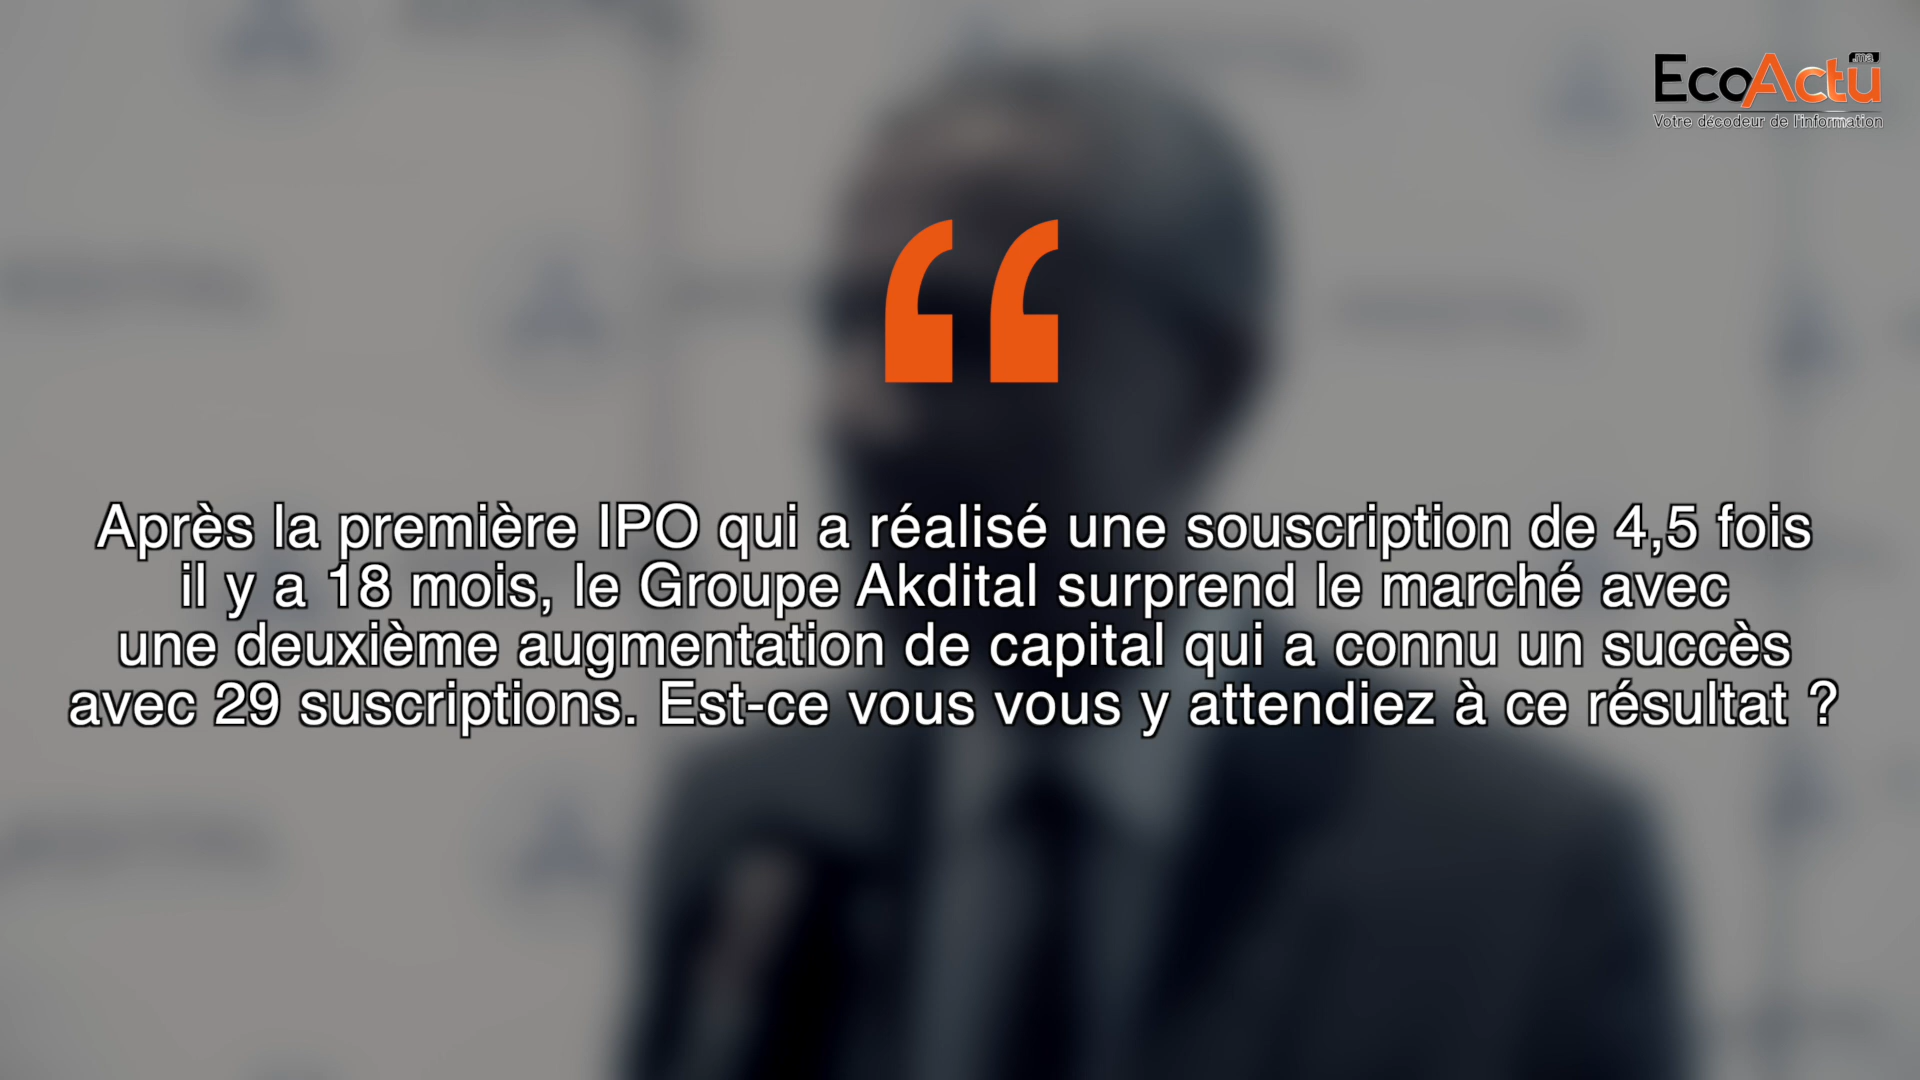 EcoActu
.ma
Votre décodeur de l'information
Après la première IPO qui a réalisé une souscription de 4,5 fois
il y a 18 mois, le Groupe Akdital surprend le marché avec
une deuxième augmentation de capital qui a connu un succès
avec 29 suscriptions. Est-ce vous vous y attendiez à ce résultat ?